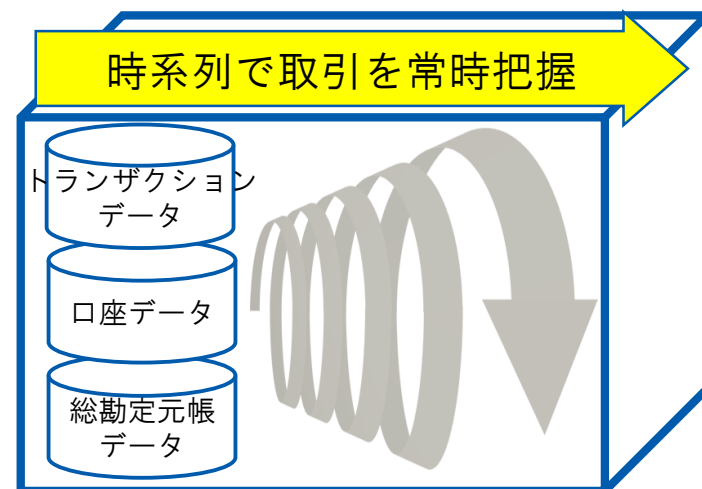 時系列で取引を常時把握
トランザクション
データ
口座データ
総勘定元帳
データ